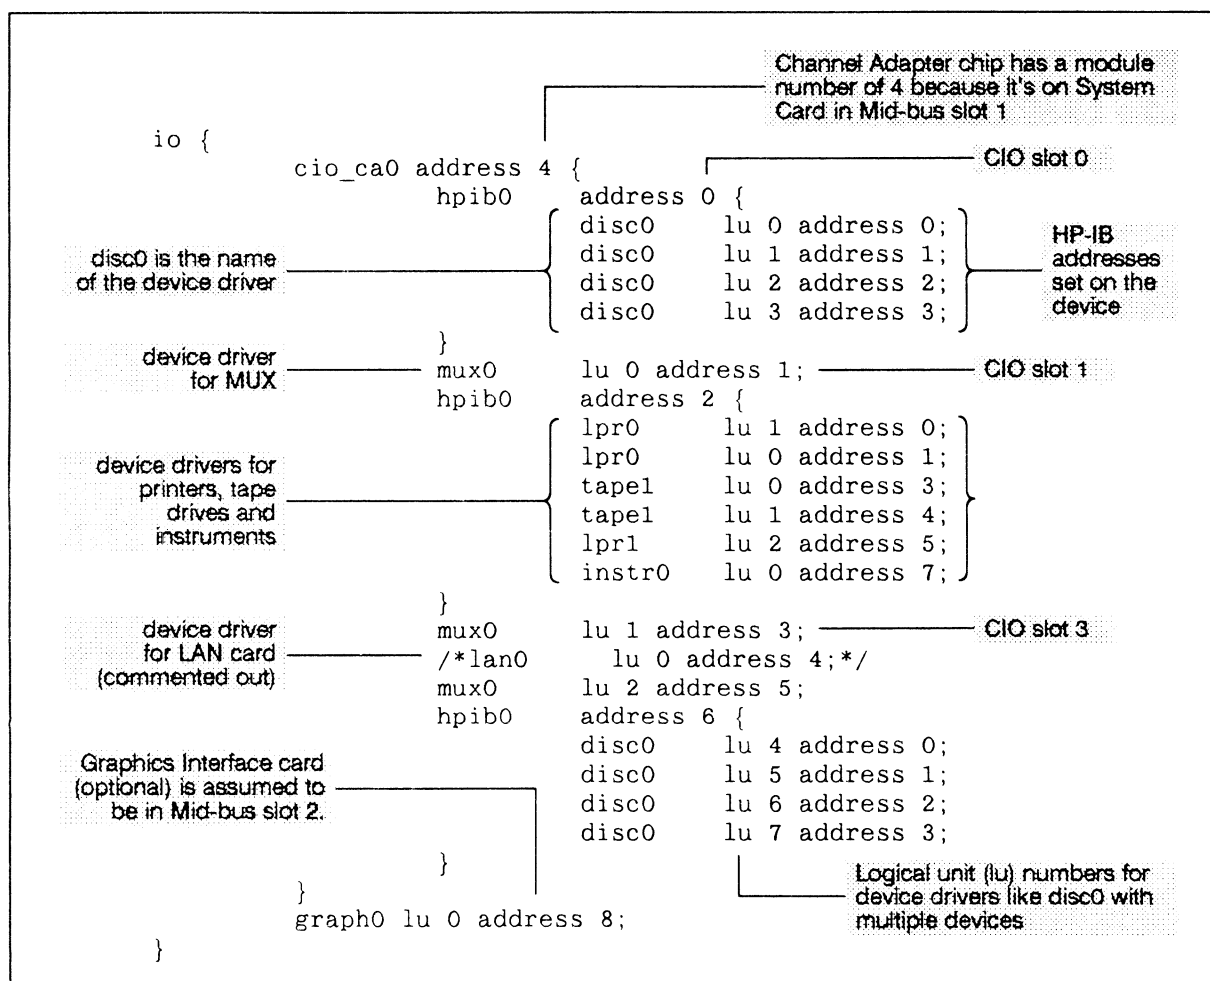 Channel Adapter chip has a module
number of 4 because it's on System
Card in Mid-bus slot 1
io {
cio_ca0 address 4 {
CIO slot 0
hpib0 address 0 {
disc0 lu 0 address 0;
disc0 lu 1 address 1;
disc0 lu 2 address 2;
disc0 lu 3 address 3;
disc0 is the name
of the device driver
HP-IB
addresses
set on the
device
}
device driver
for MUX
mux0 lu 0 address 1;
CIO slot 1
hpib0 address 2 {
lpr0 lu 1 address 0;
lpr0 lu 0 address 1;
tape1 lu 0 address 3;
tape1 lu 1 address 4;
lpr1 lu 2 address 5;
instr0 lu 0 address 7;
device drivers for
printers, tape
drives and
instruments
}
mux0 lu 1 address 3;
CIO slot 3
device driver
for LAN card
(commented out)
/*lan0 lu 0 address 4;*/
mux0 lu 2 address 5;
hpib0 address 6 {
disc0 lu 4 address 0;
disc0 lu 5 address 1;
disc0 lu 6 address 2;
disc0 lu 7 address 3;
Graphics Interface card
(optional) is assumed to
be in Mid-bus slot 2.
}
Logical unit (lu) numbers for
device drivers like disc0 with
multiple devices
}
graph0 lu 0 address 8;
}